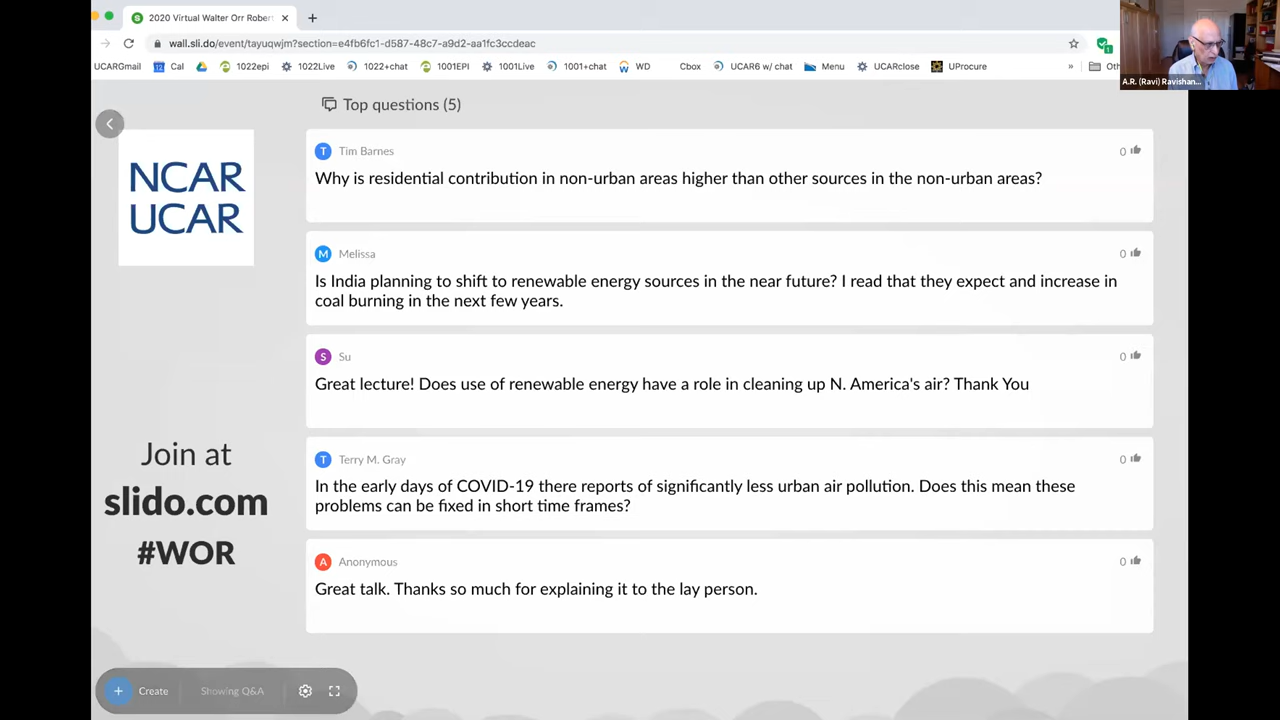 2020 Virtual Walter Orr Robert
wall.sli.do/event/tayuqwjm?section=e4fb6fc1-d587-48c7-a9d2-aa1fc3ccdeac
UCARGmail Cal 1022epi 1022Live 1022+chat 1001EPI 1001Live 1001+chat WD Cbox UCAR6 w/ chat Menu UCARclose UProcure » Oth
A.R. (Ravi) Ravishan...
Top questions (5)
NCAR
UCAR
T Tim Barnes 0
Why is residential contribution in non-urban areas higher than other sources in the non-urban areas?
M Melissa 0
Is India planning to shift to renewable energy sources in the near future? I read that they expect and increase in
coal burning in the next few years.
S Su 0
Great lecture! Does use of renewable energy have a role in cleaning up N. America's air? Thank You
T Terry M. Gray 0
In the early days of COVID-19 there reports of significantly less urban air pollution. Does this mean these
problems can be fixed in short time frames?
A Anonymous 0
Great talk. Thanks so much for explaining it to the lay person.
Join at
slido.com
#WOR
+ Create Showing Q&A